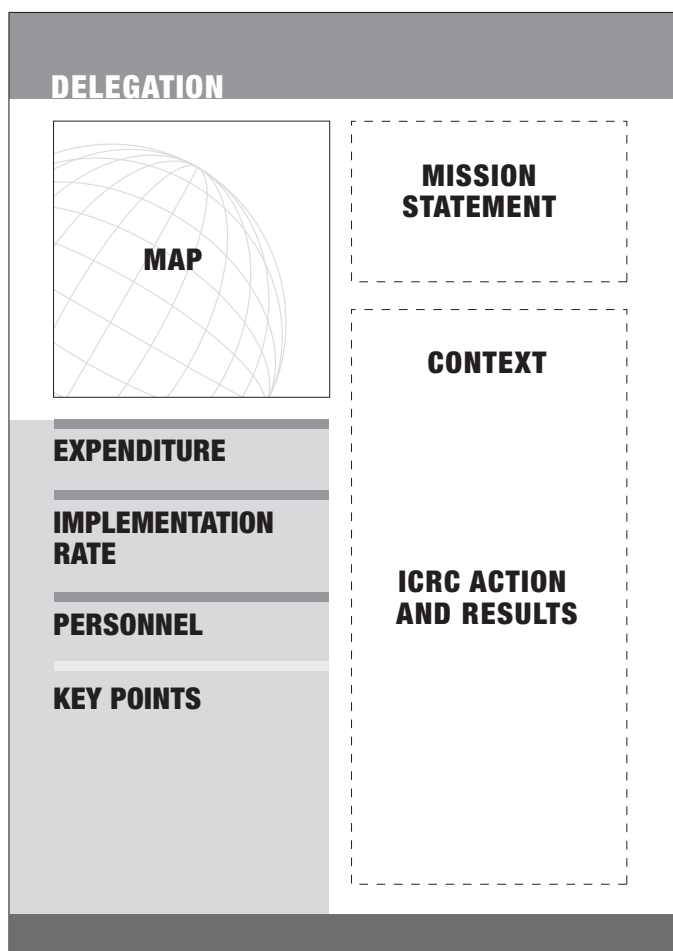 DELEGATION
MAP
EXPENDITURE
IMPLEMENTATION
RATE
PERSONNEL
KEY POINTS
MISSION
STATEMENT
CONTEXT
ICRC ACTION
AND RESULTS